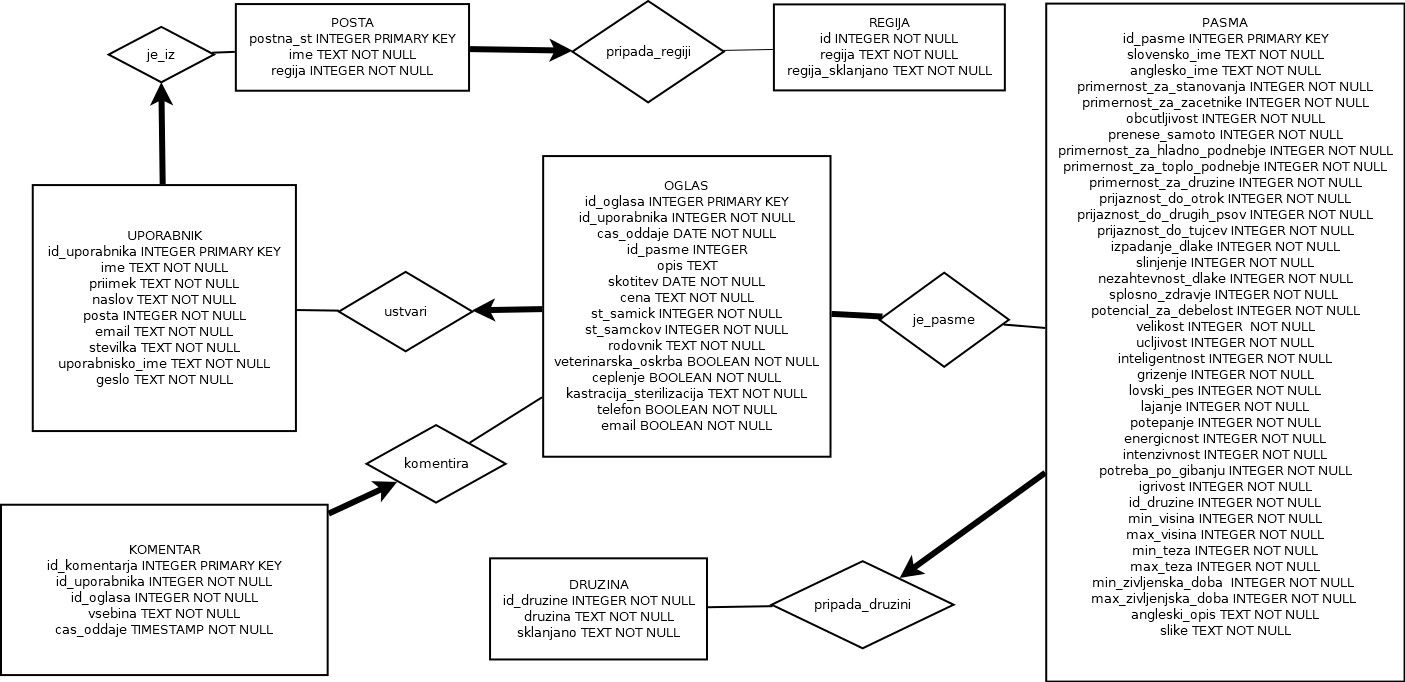 POSTA
postna_st INTEGER PRIMARY KEY
ime TEXT NOT NULL
regija INTEGER NOT NULL
je_iz
pripada_regiji
REGIJA
id INTEGER NOT NULL
regija TEXT NOT NULL
regija_sklanjano TEXT NOT NULL
PASMA
id_pasme INTEGER PRIMARY KEY
slovensko_ime TEXT NOT NULL
anglesko_ime TEXT NOT NULL
primernost_za_stanovanja INTEGER NOT NULL
primernost_za_zacetnike INTEGER NOT NULL
obcutljivost INTEGER NOT NULL
prenese_samoto INTEGER NOT NULL
primernost_za_hladno_podnebje INTEGER NOT NULL
primernost_za_toplo_podnebje INTEGER NOT NULL
primernost_za_druzine INTEGER NOT NULL
prijaznost_do_otrok INTEGER NOT NULL
prijaznost_do_drugih_psov INTEGER NOT NULL
prijaznost_do_tujcev INTEGER NOT NULL
izpadanje_dlake INTEGER NOT NULL
slinjenje INTEGER NOT NULL
nezahtevnost_dlake INTEGER NOT NULL
splosno_zdravje INTEGER NOT NULL
potencial_za_debelost INTEGER NOT NULL
velikost INTEGER  NOT NULL
ucljivost INTEGER NOT NULL
inteligentnost INTEGER NOT NULL
grizenje INTEGER NOT NULL
lovski_pes INTEGER NOT NULL
lajanje INTEGER NOT NULL
potepanje INTEGER NOT NULL
energicnost INTEGER NOT NULL
intenzivnost INTEGER NOT NULL
potreba_po_gibanju INTEGER NOT NULL
igrivost INTEGER NOT NULL
id_druzine INTEGER NOT NULL
min_visina INTEGER NOT NULL
max_visina INTEGER NOT NULL
min_teza INTEGER NOT NULL
max_teza INTEGER NOT NULL
min_zivljenska_doba  INTEGER NOT NULL
max_zivljenjska_doba INTEGER NOT NULL
angleski_opis TEXT NOT NULL
slike TEXT NOT NULL
UPORABNIK
id_uporabnika INTEGER PRIMARY KEY
ime TEXT NOT NULL
priimek TEXT NOT NULL
naslov TEXT NOT NULL
posta INTEGER NOT NULL
email TEXT NOT NULL
stevilka TEXT NOT NULL
uporabnisko_ime TEXT NOT NULL
geslo TEXT NOT NULL
ustvari
OGLAS
id_oglasa INTEGER PRIMARY KEY
id_uporabnika INTEGER NOT NULL
cas_oddaje DATE NOT NULL
id_pasme INTEGER
opis TEXT
skotitev DATE NOT NULL
cena TEXT NOT NULL
st_samick INTEGER NOT NULL
st_samckov INTEGER NOT NULL
rodovnik TEXT NOT NULL
veterinarska_oskrba BOOLEAN NOT NULL
ceplenje BOOLEAN NOT NULL
kastracija_sterilizacija TEXT NOT NULL
telefon BOOLEAN NOT NULL
email BOOLEAN NOT NULL
je_pasme
komentira
KOMENTAR
id_komentarja INTEGER PRIMARY KEY
id_uporabnika INTEGER NOT NULL
id_oglasa INTEGER NOT NULL
vsebina TEXT NOT NULL
cas_oddaje TIMESTAMP NOT NULL
DRUZINA
id_druzine INTEGER NOT NULL
druzina TEXT NOT NULL
sklanjano TEXT NOT NULL
pripada_druzini